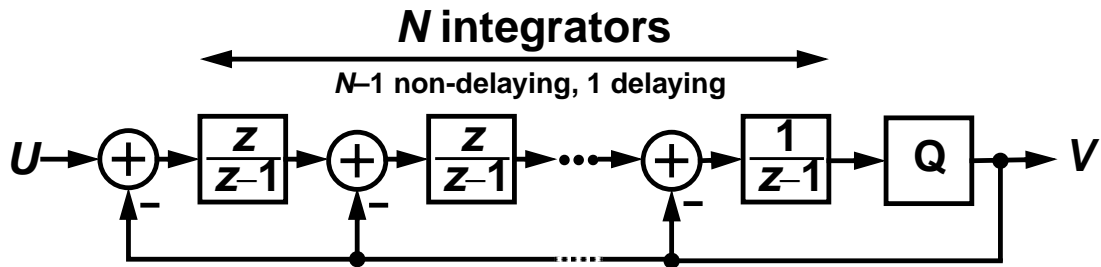 N integrators
N–1 non-delaying, 1 delaying
U + z/z–1 + z/z–1 ••• + 1/z–1 Q V
– – –